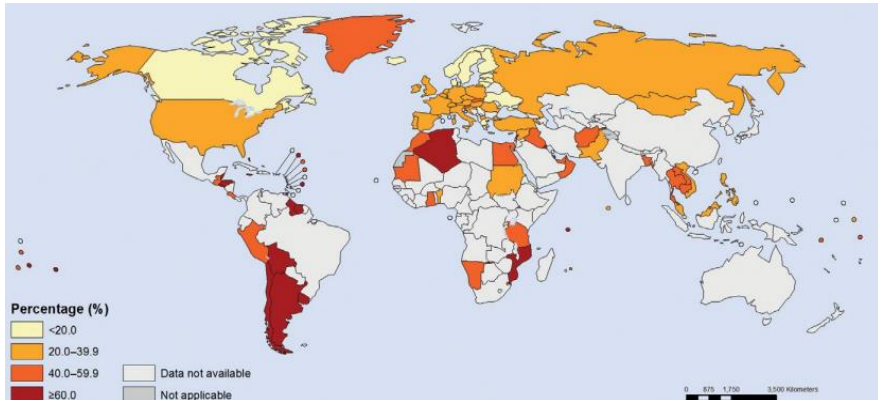 Percentage (%)
<20.0
20.0–39.9
40.0–59.9
≥60.0
Data not available
Not applicable
0 875 1,750 3,500 Kilometers